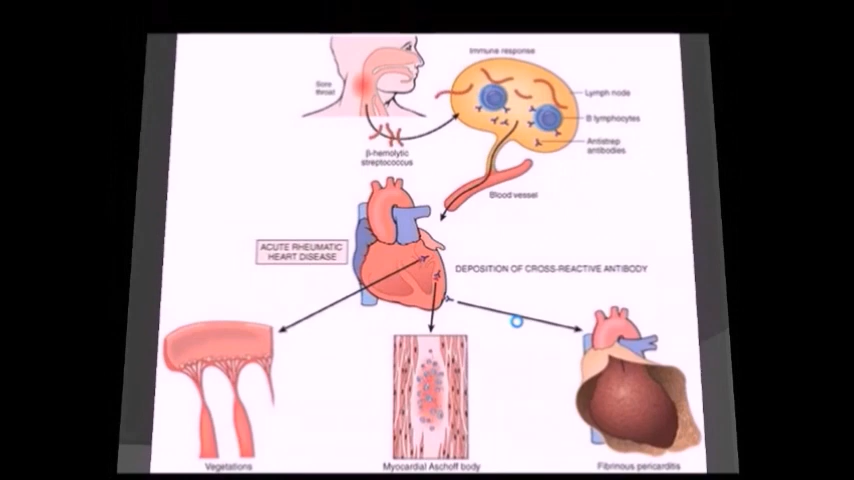 Immune response
Sore
throat
Lymph node
B lymphocytes
Antistrep
antibodies
β-hemolytic
streptococcus
Blood vessel
ACUTE RHEUMATIC
HEART DISEASE
DEPOSITION OF CROSS-REACTIVE ANTIBODY
Vegetations
Myocardial Aschoff body
Fibrinous pericarditis